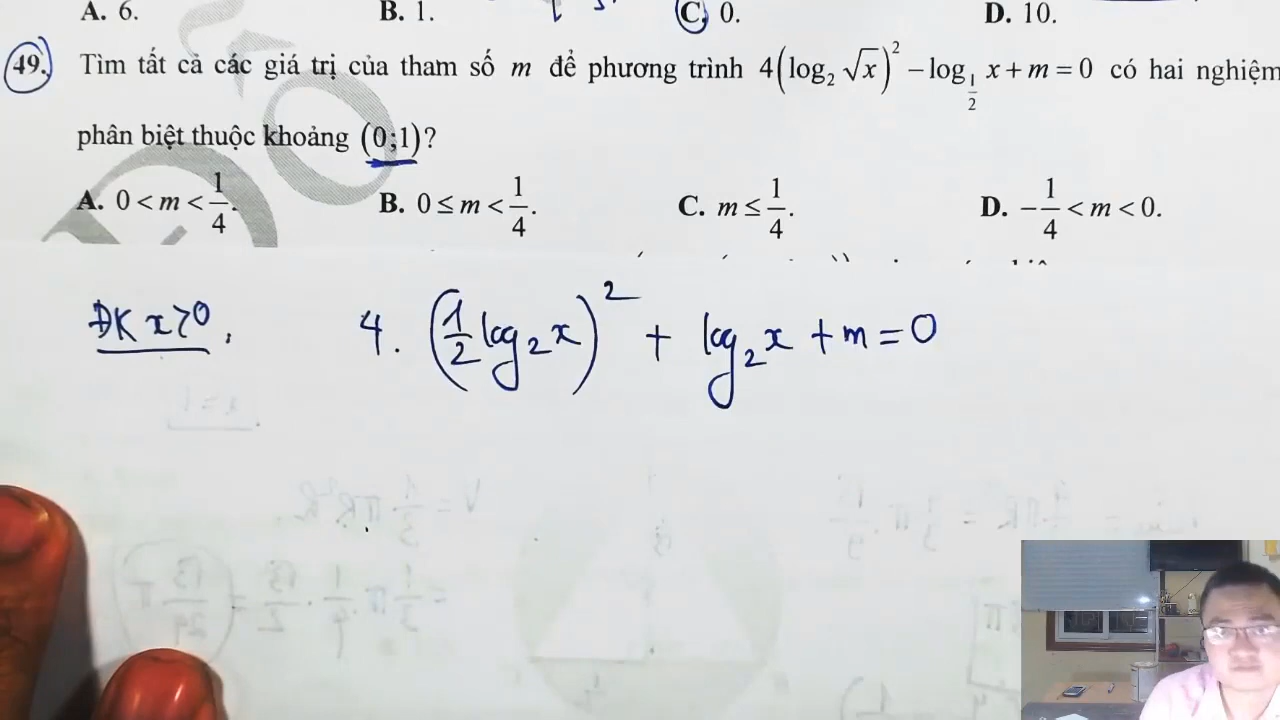 A. 6. B. 1. C. 0. D. 10.
49. Tìm tất cả các giá trị của tham số m để phương trình 4(log₂√x)² − log_{1/2} x + m = 0 có hai nghiệm
phân biệt thuộc khoảng (0;1)?
A. 0 < m < 1/4. B. 0 ≤ m < 1/4. C. m ≤ 1/4. D. −1/4 < m < 0.
ĐK x>0, 4. (1/2 log₂x)² + log₂x + m = 0